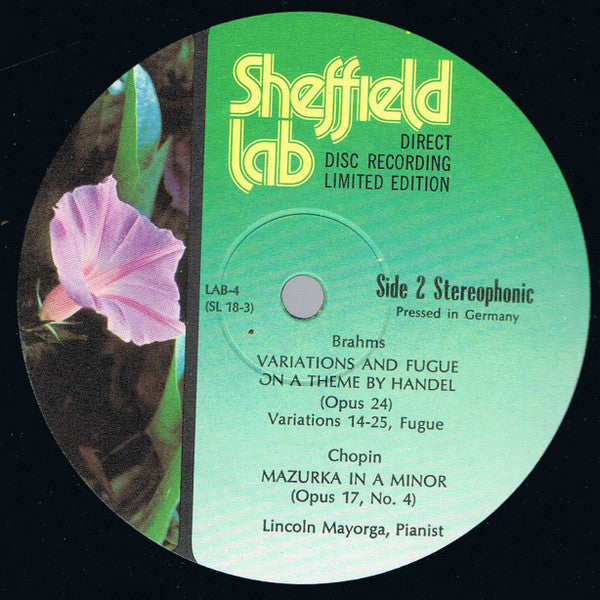 Sheffield
lab
DIRECT
DISC RECORDING
LIMITED EDITION
LAB-4
(SL 18-3)
Side 2 Stereophonic
Pressed in Germany
Brahms
VARIATIONS AND FUGUE
ON A THEME BY HANDEL
(Opus 24)
Variations 14-25, Fugue
Chopin
MAZURKA IN A MINOR
(Opus 17, No. 4)
Lincoln Mayorga, Pianist